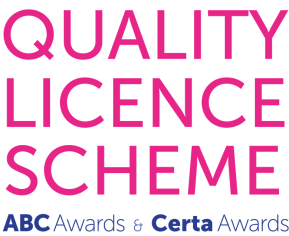 QUALITY
LICENCE
SCHEME
ABC Awards & Certa Awards